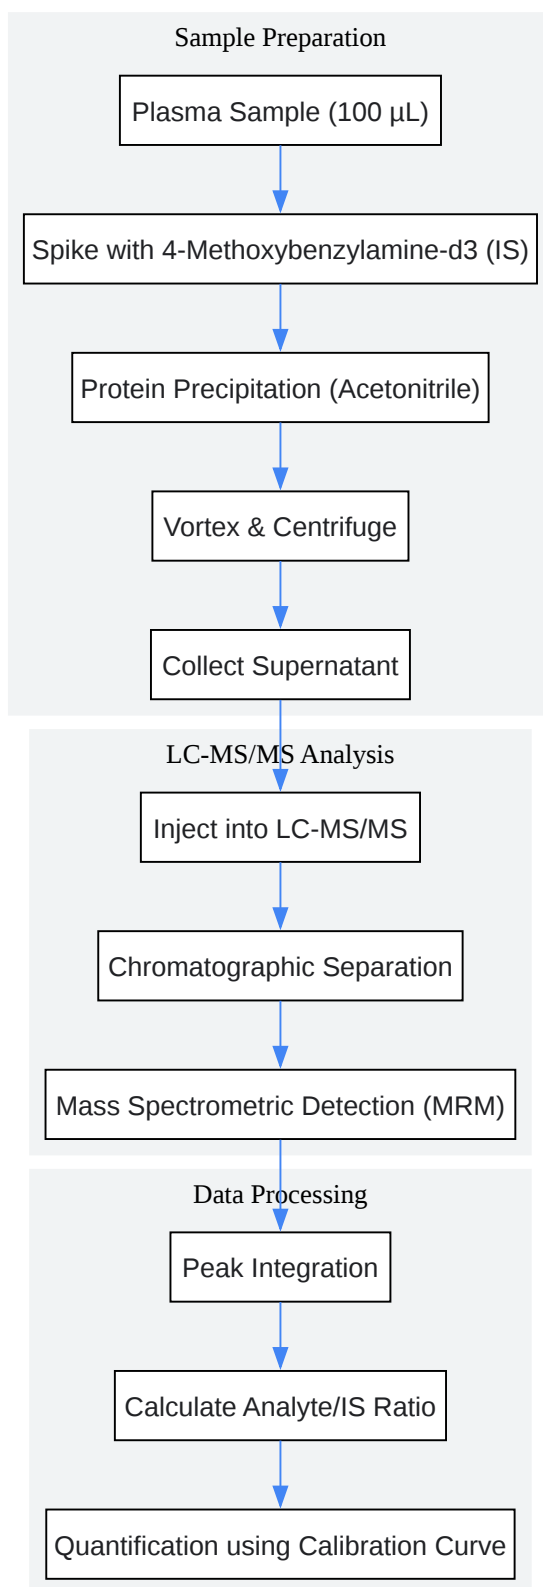 Sample Preparation
Plasma Sample (100 µL)
Spike with 4-Methoxybenzylamine-d3 (IS)
Protein Precipitation (Acetonitrile)
Vortex & Centrifuge
Collect Supernatant
LC-MS/MS Analysis
Inject into LC-MS/MS
Chromatographic Separation
Mass Spectrometric Detection (MRM)
Data Processing
Peak Integration
Calculate Analyte/IS Ratio
Quantification using Calibration Curve